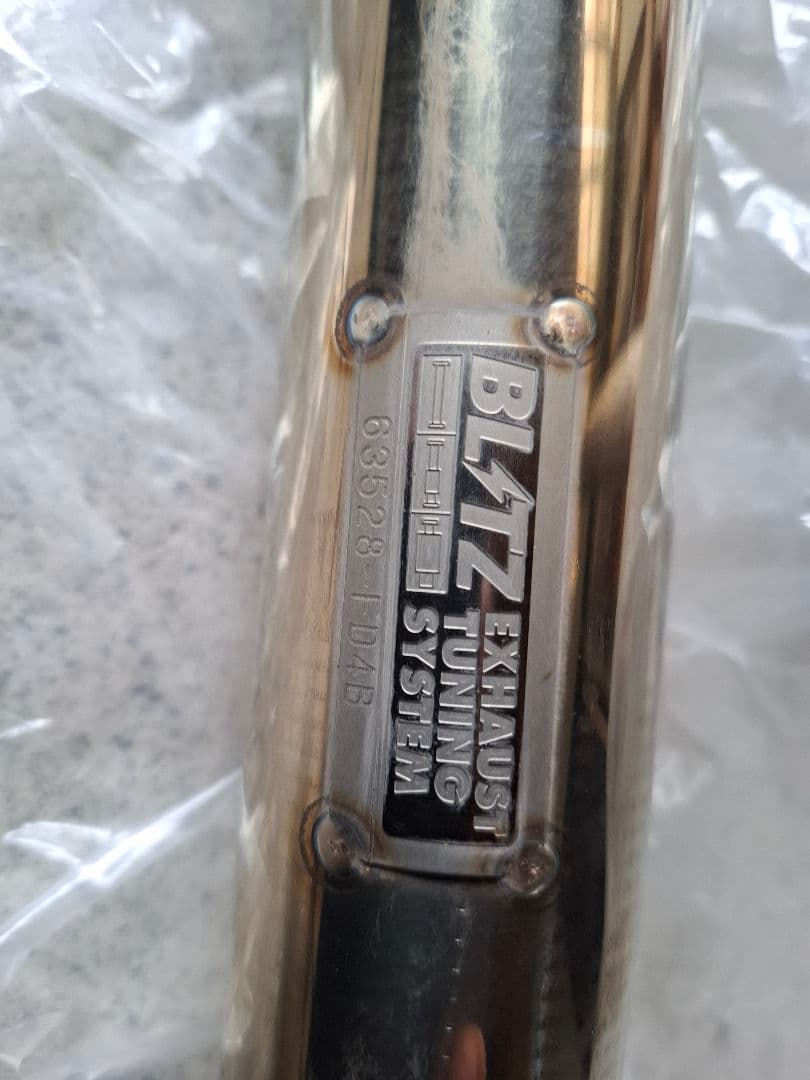 BLITZ
EXHAUST
TUNING
SYSTEM
63528-FD4B